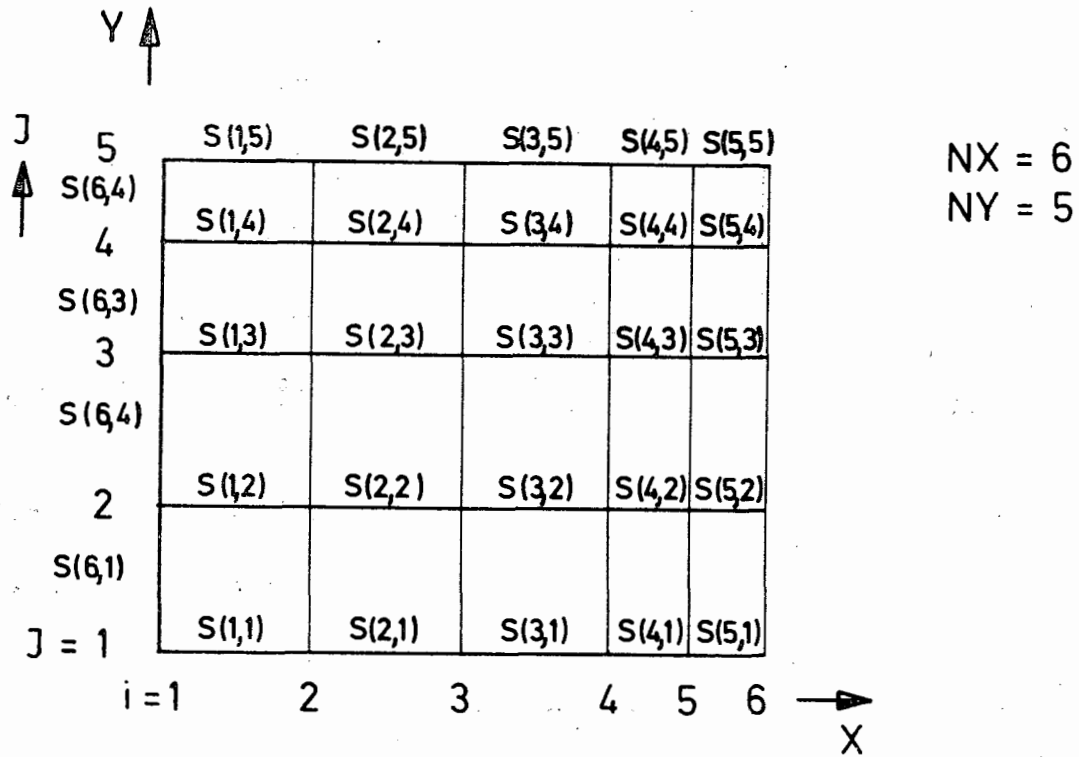 Y
J 5 S(1,5) S(2,5) S(3,5) S(4,5) S(5,5)
NX = 6
NY = 5
S(6,4)
4 S(1,4) S(2,4) S(3,4) S(4,4) S(5,4)
S(6,3)
3 S(1,3) S(2,3) S(3,3) S(4,3) S(5,3)
S(6,4)
2 S(1,2) S(2,2) S(3,2) S(4,2) S(5,2)
S(6,1)
J = 1 S(1,1) S(2,1) S(3,1) S(4,1) S(5,1)
i = 1 2 3 4 5 6
X